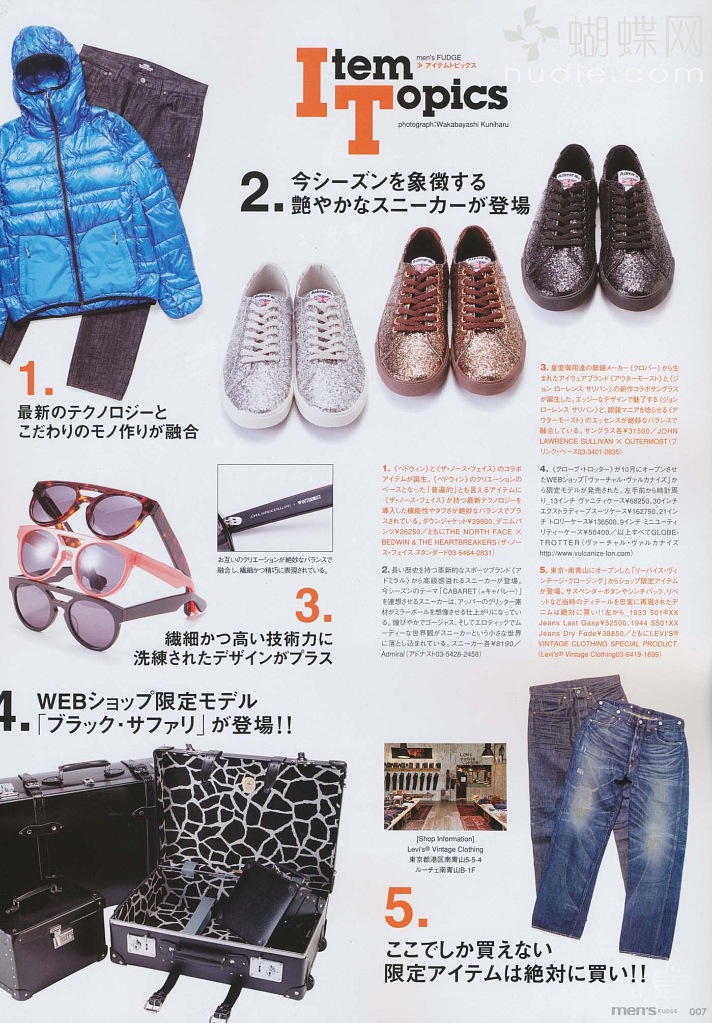 蝴蝶网
hudie.com
men's FUDGE
≫ アイテムトピックス
Item
Topics
photograph:Wakabayashi Kuniharu
2. 今シーズンを象徴する
艶やかなスニーカーが登場
1.
最新のテクノロジーと
こだわりのモノ作りが融合
お互いのクリエーションが絶妙なバランスで
融合し、繊細かつ精巧に表現されている。
3.
繊細かつ高い技術力に
洗練されたデザインがプラス
1. 《ベドウィン》と《ザ・ノース・フェイス》のコラボ
アイテムが誕生。《ベドウィン》のクリエーションの
ベースとなった「普遍的」とも言えるアイテムに
《ザ・ノース・フェイス》が持つ最新テクノロジーを
導入した機能性やタフさが絶妙なバランスでプラ
スされている。ダウンジャケット¥39900、デニムパ
ンツ¥26250／ともにTHE NORTH FACE ×
BEDWIN & THE HEARTBREAKERS(ザ・ノー
ス・フェイス スタンダード03-5464-2831)
2. 長い歴史を持つ革新的なスポーツブランド《ア
ドミラル》から高級感溢れるスニーカーが登場。
今シーズンのテーマ「CABARET(=キャバレー)」
を連想させるスニーカーは、アッパーのグリッター素
材がミラーボールを想像させる仕上がりになってい
る。煌びやかでゴージャス、そしてエロティックでム
ーディーな世界観がスニーカーという小さな世界
に落とし込まれている。スニーカー各¥8190／
Admiral(アドナスト03-5428-2458)
3. 皇室御用達の眼鏡メーカー《クロバー》から生
まれたアイウェアブランド《アウターモースト》と《ジ
ョン ローレンス サリバン》の新作コラボサングラス
が誕生した。エッジーなデザインで魅了する《ジョン
ローレンス サリバン》と、眼鏡マニアを唸らせる《ア
ウターモースト》のエッセンスが絶妙なバランスで
融合している。サングラス各¥31500／JOHN
LAWRENCE SULLIVAN × OUTERMOST(ブ
リンク・ベース03-3401-2835)
4. 《グローブ・トロッター》が10月にオープンさせ
たWEBショップ《ヴァーチャル・ヴァルカナイズ》か
ら限定モデルが発売された。左手前から時計周
り_13インチ ヴァニティケース¥68250、30インチ
エクストラディープスーツケース¥162750、21イン
チ トロリーケース¥136500、9インチ ミニユーティ
リティーケース¥50400／以上すべてGLOBE-
TROTTER(ヴァーチャル・ヴァルカナイズ
http://www.vulcanize-lon.com)
5. 東京・南青山にオープンした『リーバイス・ヴィ
ンテージ・クロージング』からショップ限定アイテム
が登場。サスペンダーボタンやシンチバック、リベ
ットなど当時のディテールを忠実に再現されたデ
ニムは絶対に買い!!左から_1933 501®XX
Jeans Last Gasp¥52500、1944 S01XX
Jeans Dry Fade¥38850／ともにLEVI'S®
VINTAGE CLOTHING SPECIAL PRODUCT
(Levi's® Vintage Clothing03-6419-1699)
4. WEBショップ限定モデル
「ブラック・サファリ」が登場!!
[Shop Information]
Levi's® Vintage Clothing
東京都港区南青山5-5-4
ルーチェ南青山B-1F
5.
ここでしか買えない
限定アイテムは絶対に買い!!
men's FUDGE 007